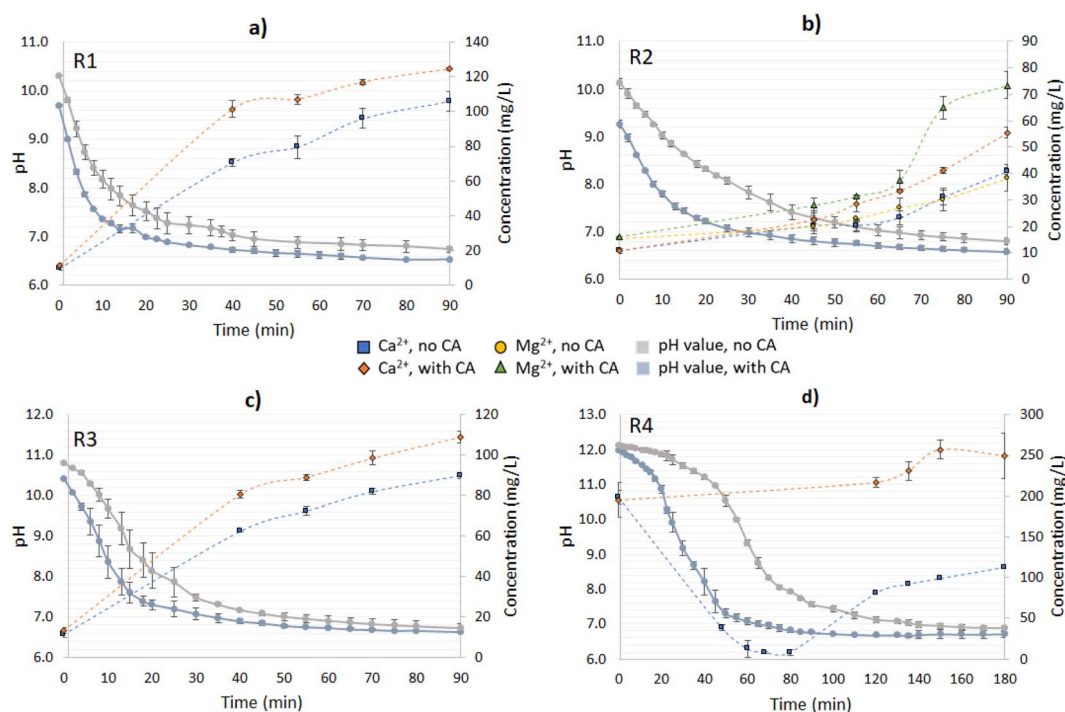 a)
R1
11.0
10.0
9.0
8.0
7.0
6.0
pH
140
120
100
80
60
40
20
0
Concentration (mg/L)
0 10 20 30 40 50 60 70 80 90
Time (min)
b)
R2
11.0
10.0
9.0
8.0
7.0
6.0
pH
90
80
70
60
50
40
30
20
10
0
Concentration (mg/L)
0 10 20 30 40 50 60 70 80 90
Time (min)
Ca²⁺, no CA Mg²⁺, no CA pH value, no CA
Ca²⁺, with CA Mg²⁺, with CA pH value, with CA
c)
R3
12.0
11.0
10.0
9.0
8.0
7.0
6.0
pH
120
100
80
60
40
20
0
Concentration (mg/L)
0 10 20 30 40 50 60 70 80 90
Time (min)
d)
R4
13.0
12.0
11.0
10.0
9.0
8.0
7.0
6.0
pH
300
250
200
150
100
50
0
Concentration (mg/L)
0 20 40 60 80 100 120 140 160 180
Time (min)